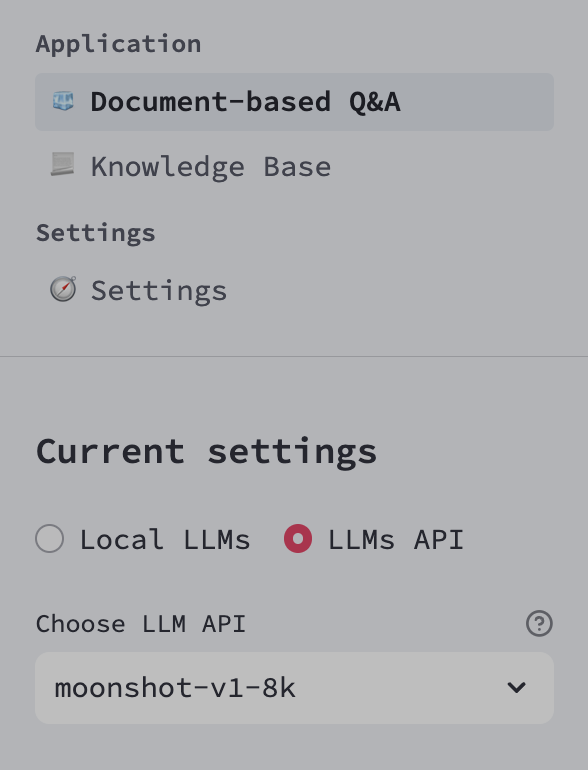 Application
Document-based Q&A
Knowledge Base
Settings
Settings
Current settings
Local LLMs LLMs API
Choose LLM API
moonshot-v1-8k